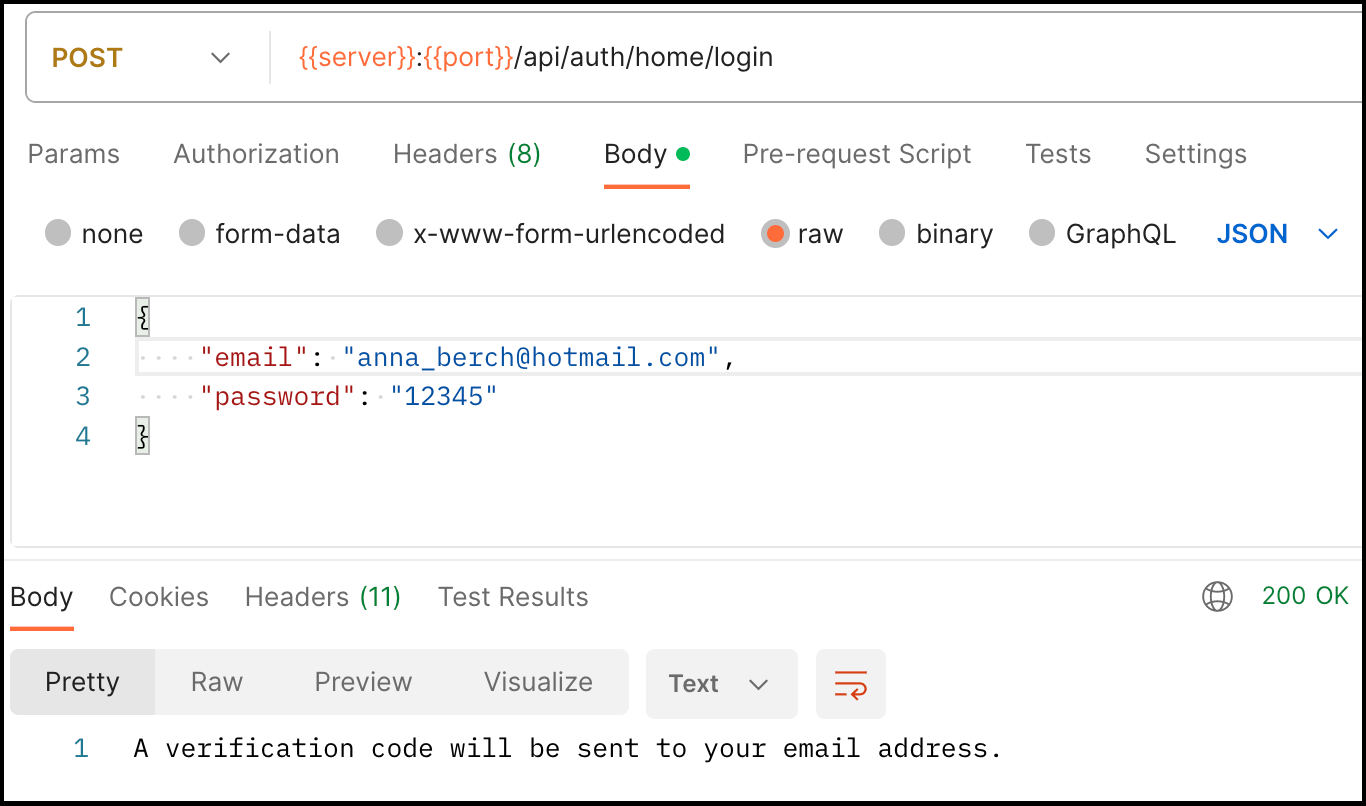 POST {{server}}:{{port}}/api/auth/home/login
Params Authorization Headers (8) Body Pre-request Script Tests Settings
none form-data x-www-form-urlencoded raw binary GraphQL JSON
1 {
2 "email": "anna_berch@hotmail.com",
3 "password": "12345"
4 }
Body Cookies Headers (11) Test Results 200 OK
Pretty Raw Preview Visualize Text
1 A verification code will be sent to your email address.